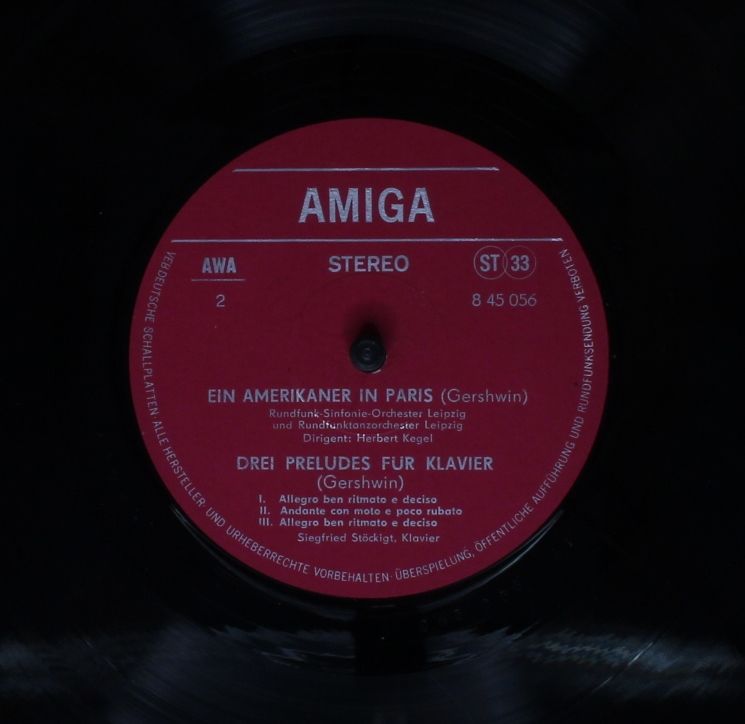 AMIGA
AWA
STEREO
ST 33
2
8 45 056
EIN AMERIKANER IN PARIS (Gershwin)
Rundfunk-Sinfonie-Orchester Leipzig
und Rundfunktanzorchester Leipzig
Dirigent: Herbert Kegel
DREI PRELUDES FÜR KLAVIER
(Gershwin)
I. Allegro ben ritmato e deciso
II. Andante con moto e poco rubato
III. Allegro ben ritmato e deciso
Siegfried Stöckigt, Klavier
VEB DEUTSCHE SCHALLPLATTEN · ALLE HERSTELLER- UND URHEBERRECHTE VORBEHALTEN · ÜBERSPIELUNG, ÖFFENTLICHE AUFFÜHRUNG UND RUNDFUNKSENDUNG VERBOTEN